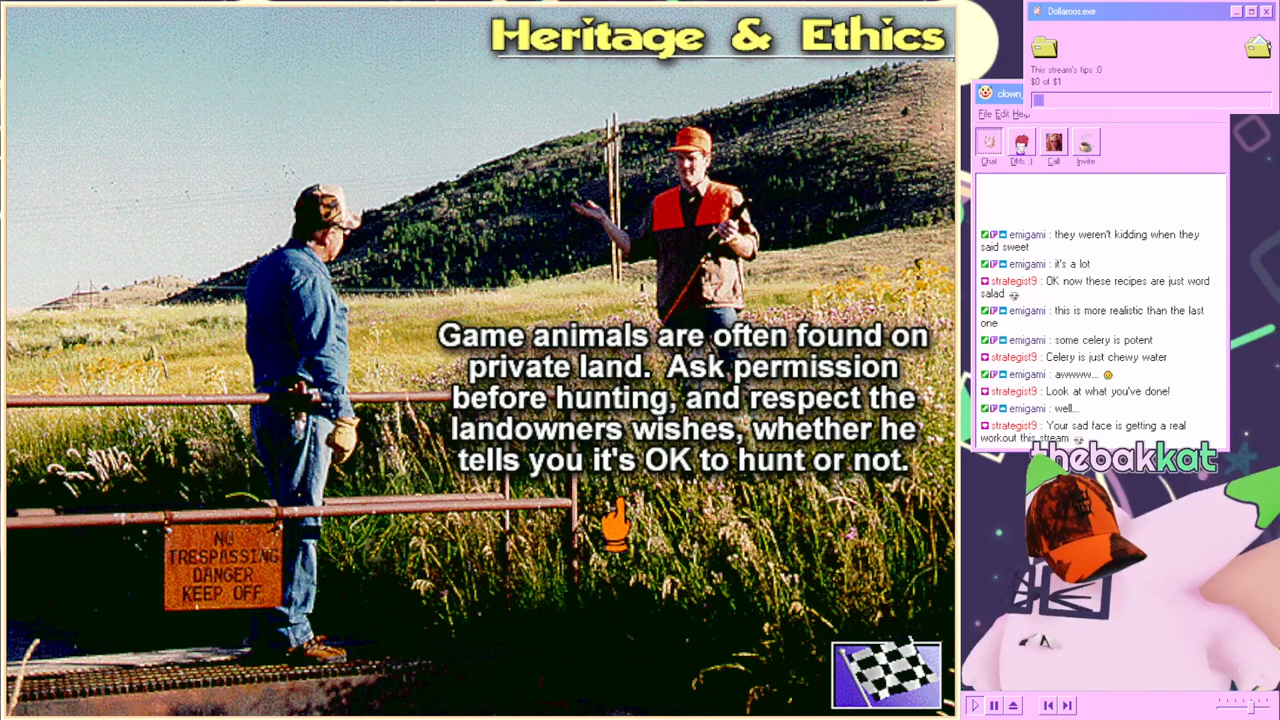 Heritage & Ethics
Game animals are often found on
private land. Ask permission
before hunting, and respect the
landowners wishes, whether he
tells you it's OK to hunt or not.
NO
TRESPASSING
DANGER
KEEP OFF
Dollaroos.exe
This stream's tips :0
$0 of $1
clown_
File Edit Help
Chat DMs :) Call Invite
emigami : they weren't kidding when they
said sweet
emigami : it's a lot
strategist9 : OK now these recipes are just word
salad
emigami : this is more realistic than the last
one
emigami : some celery is potent
strategist9 : Celery is just chewy water
emigami : awwww....
strategist9 : Look at what you've done!
emigami : well...
strategist9 : Your sad face is getting a real
workout this stream
thebakkat